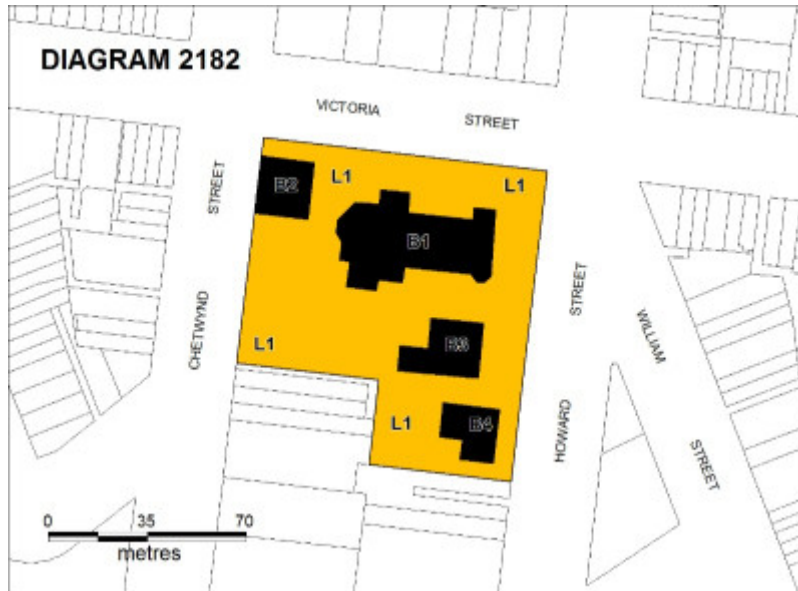 DIAGRAM 2182
VICTORIA STREET
STREET
B2
L1
L1
B1
STREET
CHETWYND
WILLIAM
L1
B3
L1
B4
HOWARD
STREET
0 35 70
metres